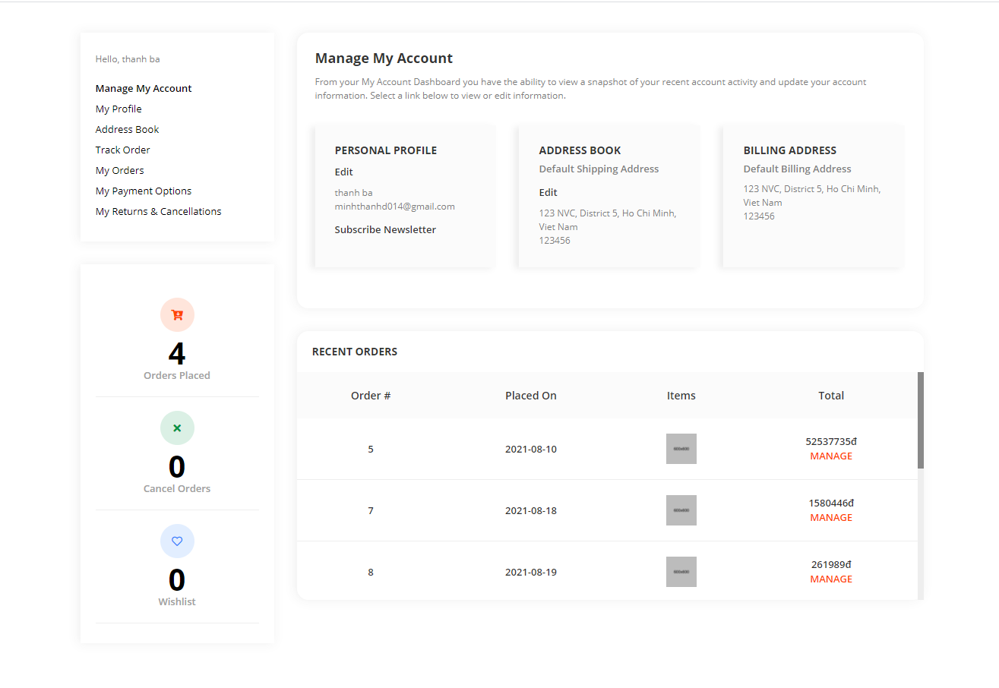 Hello, thanh ba
Manage My Account
My Profile
Address Book
Track Order
My Orders
My Payment Options
My Returns & Cancellations
4
Orders Placed
0
Cancel Orders
0
Wishlist
Manage My Account
From your My Account Dashboard you have the ability to view a snapshot of your recent account activity and update your account
information. Select a link below to view or edit information.
PERSONAL PROFILE
Edit
thanh ba
minhthanhd014@gmail.com
Subscribe Newsletter
ADDRESS BOOK
Default Shipping Address
Edit
123 NVC, District 5, Ho Chi Minh,
Viet Nam
123456
BILLING ADDRESS
Default Billing Address
123 NVC, District 5, Ho Chi Minh,
Viet Nam
123456
RECENT ORDERS
Order # Placed On Items Total
5 2021-08-10 52537735đ
MANAGE
7 2021-08-18 1580446đ
MANAGE
8 2021-08-19 261989đ
MANAGE